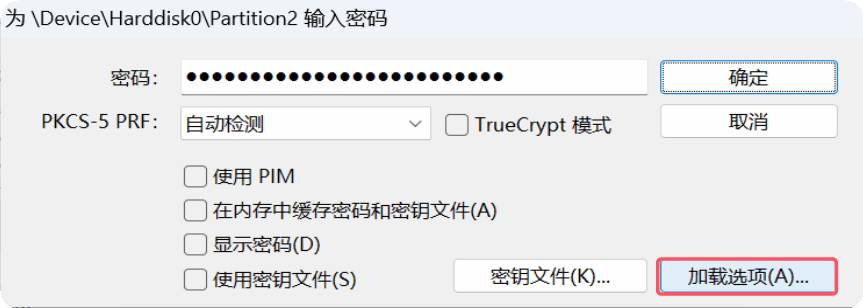 为 \Device\Harddisk0\Partition2 输入密码
密码： ●●●●●●●●●●●●●●●●●●●●●●●●●● 确定
PKCS-5 PRF： 自动检测 TrueCrypt 模式 取消
使用 PIM
在内存中缓存密码和密钥文件(A)
显示密码(D)
使用密钥文件(S) 密钥文件(K)... 加载选项(A)...